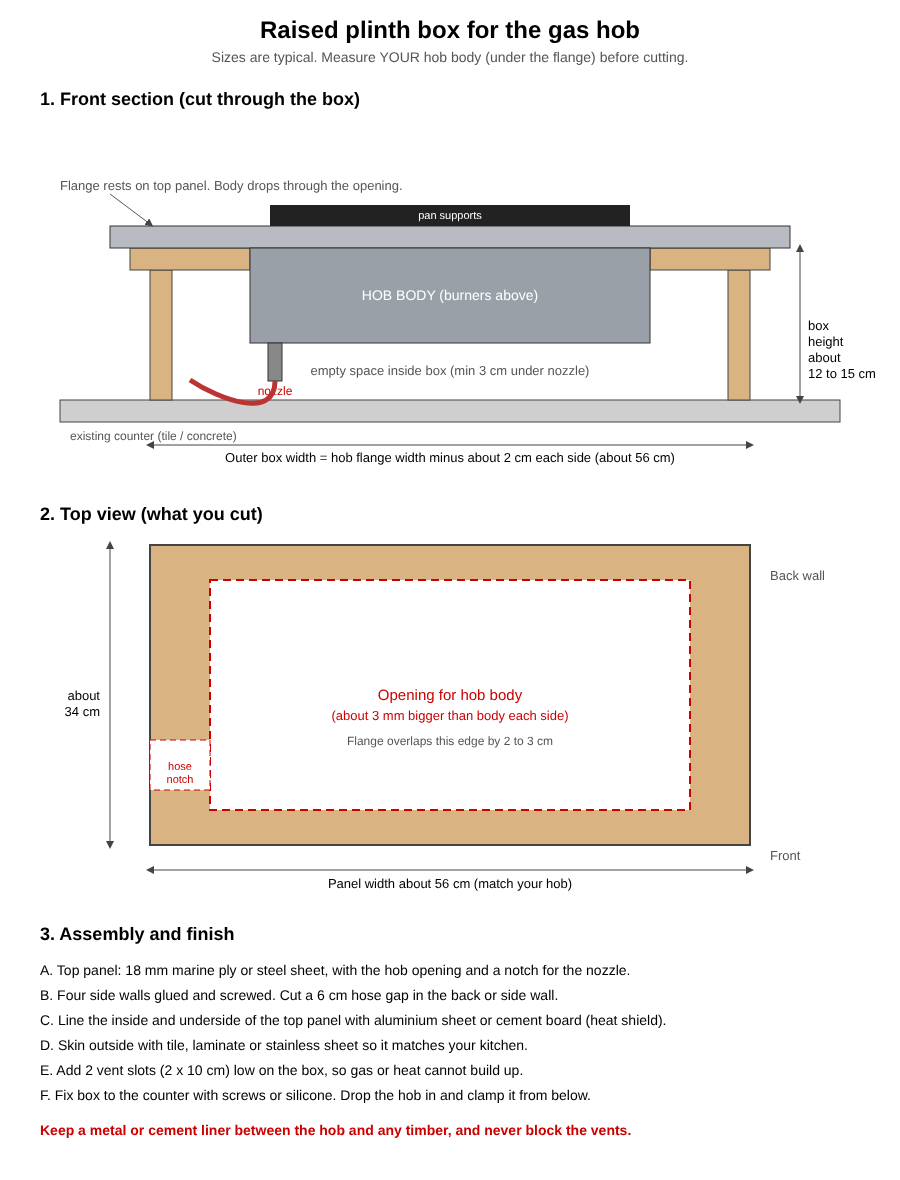 Raised plinth box for the gas hob
Sizes are typical. Measure YOUR hob body (under the flange) before cutting.
1. Front section (cut through the box)
Flange rests on top panel. Body drops through the opening.
pan supports
HOB BODY (burners above)
box
height
about
12 to 15 cm
empty space inside box (min 3 cm under nozzle)
nozzle
existing counter (tile / concrete)
Outer box width = hob flange width minus about 2 cm each side (about 56 cm)
2. Top view (what you cut)
Back wall
about
34 cm
Opening for hob body
(about 3 mm bigger than body each side)
Flange overlaps this edge by 2 to 3 cm
hose
notch
Front
Panel width about 56 cm (match your hob)
3. Assembly and finish
A. Top panel: 18 mm marine ply or steel sheet, with the hob opening and a notch for the nozzle.
B. Four side walls glued and screwed. Cut a 6 cm hose gap in the back or side wall.
C. Line the inside and underside of the top panel with aluminium sheet or cement board (heat shield).
D. Skin outside with tile, laminate or stainless sheet so it matches your kitchen.
E. Add 2 vent slots (2 x 10 cm) low on the box, so gas or heat cannot build up.
F. Fix box to the counter with screws or silicone. Drop the hob in and clamp it from below.
Keep a metal or cement liner between the hob and any timber, and never block the vents.